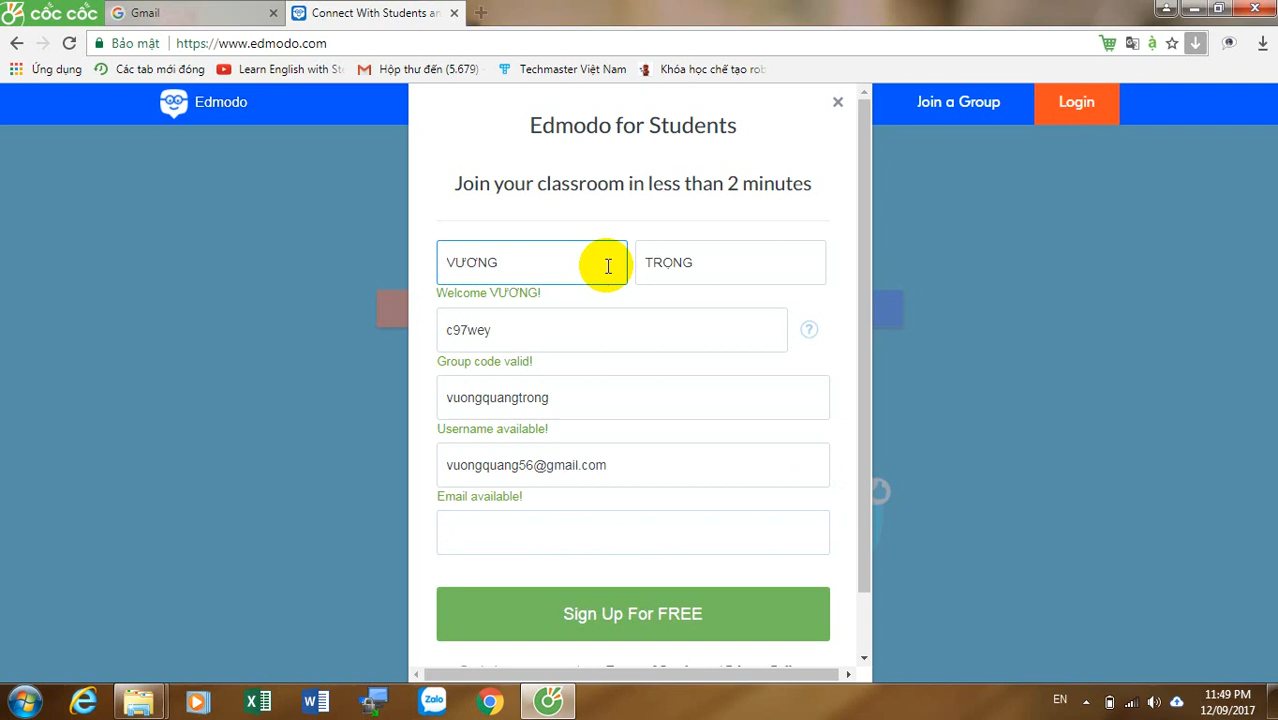 cốc cốc
Gmail
Connect With Students an
Bảo mật
https://www.edmodo.com
Ứng dụng
Các tab mới đóng
Learn English with Ste
Hộp thư đến (5.679)
Techmaster Việt Nam
Khóa học chế tạo rob
Edmodo
Join a Group
Login
Edmodo for Students
Join your classroom in less than 2 minutes
VƯƠNG
TRỌNG
Welcome VƯƠNG!
c97wey
?
Group code valid!
vuongquangtrong
Username available!
vuongquang56@gmail.com
Email available!
Sign Up For FREE
Zalo
EN
11:49 PM
12/09/2017